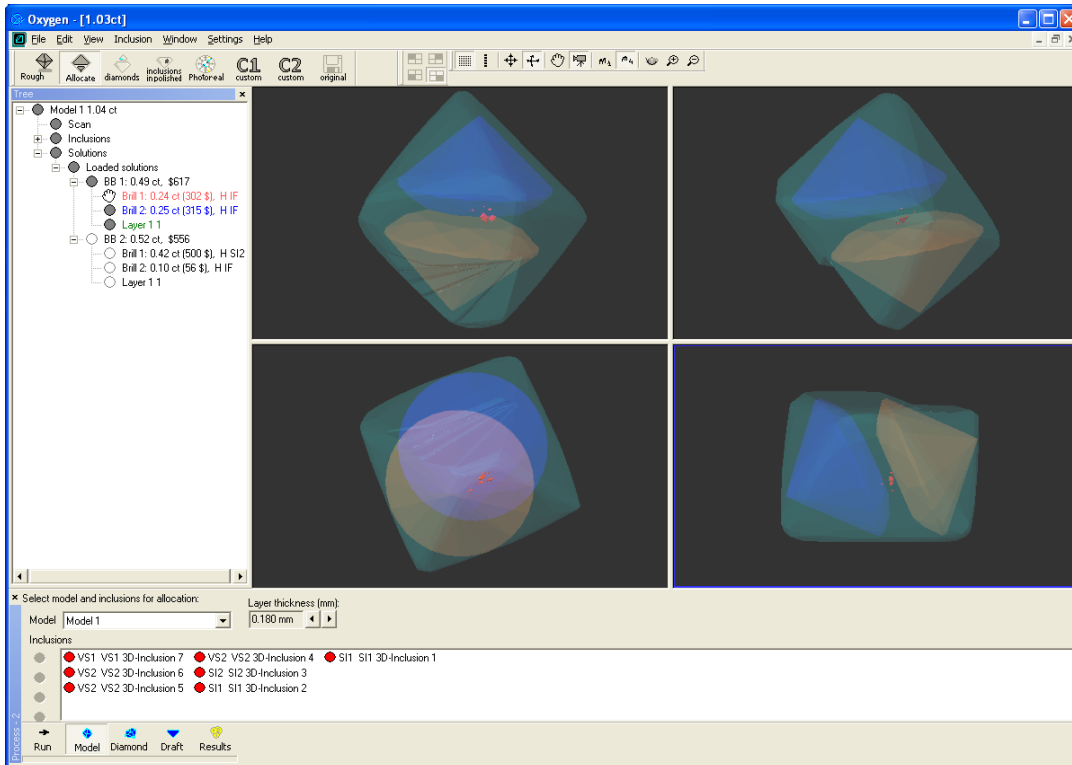 Oxygen - [1.03ct]
File Edit View Inclusion Window Settings Help
Rough Allocate diamonds inclusions inpolished Photoreal C1 custom C2 custom original
Tree
Model 1 1.04 ct
Scan
Inclusions
Solutions
Loaded solutions
BB 1: 0.49 ct, $617
Brill 1: 0.24 ct (302 $), H IF
Brill 2: 0.25 ct (315 $), H IF
Layer 1 1
BB 2: 0.52 ct, $556
Brill 1: 0.42 ct (500 $), H SI2
Brill 2: 0.10 ct (56 $), H IF
Layer 1 1
Select model and inclusions for allocation:
Layer thickness (mm):
Model Model 1 0.180 mm
Inclusions
VS1 VS1 3D-Inclusion 7 VS2 VS2 3D-Inclusion 4 SI1 SI1 3D-Inclusion 1
VS2 VS2 3D-Inclusion 6 SI2 SI2 3D-Inclusion 3
VS2 VS2 3D-Inclusion 5 SI1 SI1 3D-Inclusion 2
Process - 2
Run Model Diamond Draft Results